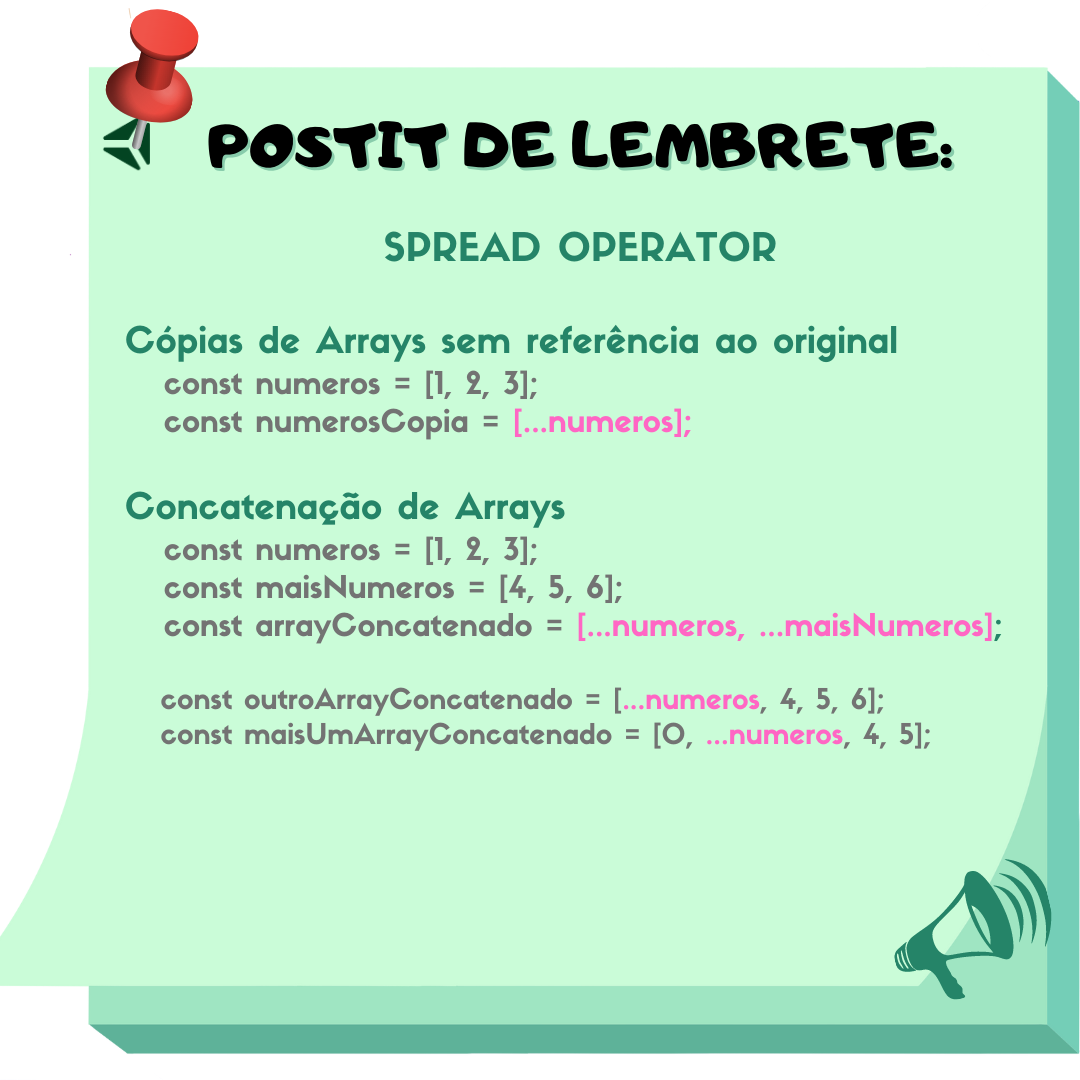 POSTIT DE LEMBRETE:
SPREAD OPERATOR
Cópias de Arrays sem referência ao original
const numeros = [1, 2, 3];
const numerosCopia = [...numeros];
Concatenação de Arrays
const numeros = [1, 2, 3];
const maisNumeros = [4, 5, 6];
const arrayConcatenado = [...numeros, ...maisNumeros];
const outroArrayConcatenado = [...numeros, 4, 5, 6];
const maisUmArrayConcatenado = [0, ...numeros, 4, 5];